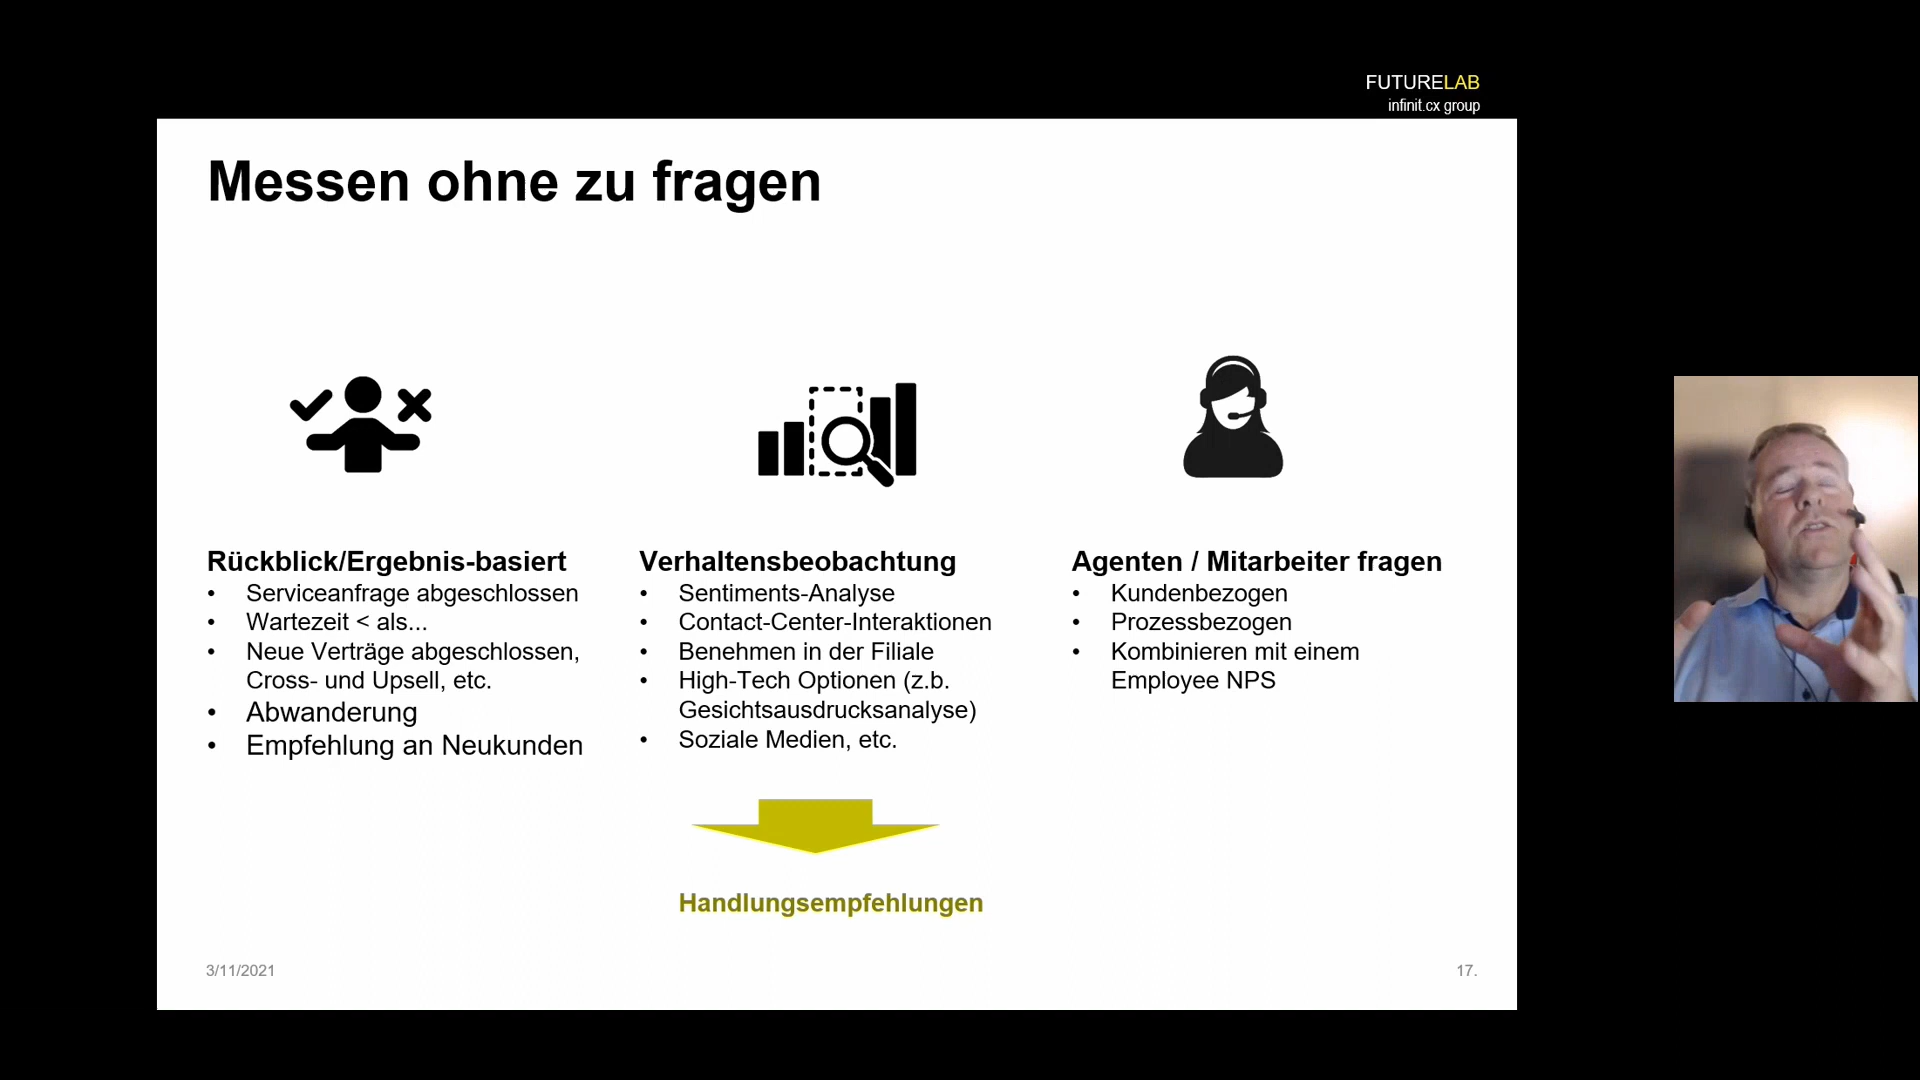 FUTURELAB
infinit.cx group
Messen ohne zu fragen
Rückblick/Ergebnis-basiert
• Serviceanfrage abgeschlossen
• Wartezeit < als...
• Neue Verträge abgeschlossen,
Cross- und Upsell, etc.
• Abwanderung
• Empfehlung an Neukunden
Verhaltensbeobachtung
• Sentiments-Analyse
• Contact-Center-Interaktionen
• Benehmen in der Filiale
• High-Tech Optionen (z.b.
Gesichtsausdrucksanalyse)
• Soziale Medien, etc.
Agenten / Mitarbeiter fragen
• Kundenbezogen
• Prozessbezogen
• Kombinieren mit einem
Employee NPS
Handlungsempfehlungen
3/11/2021
17.